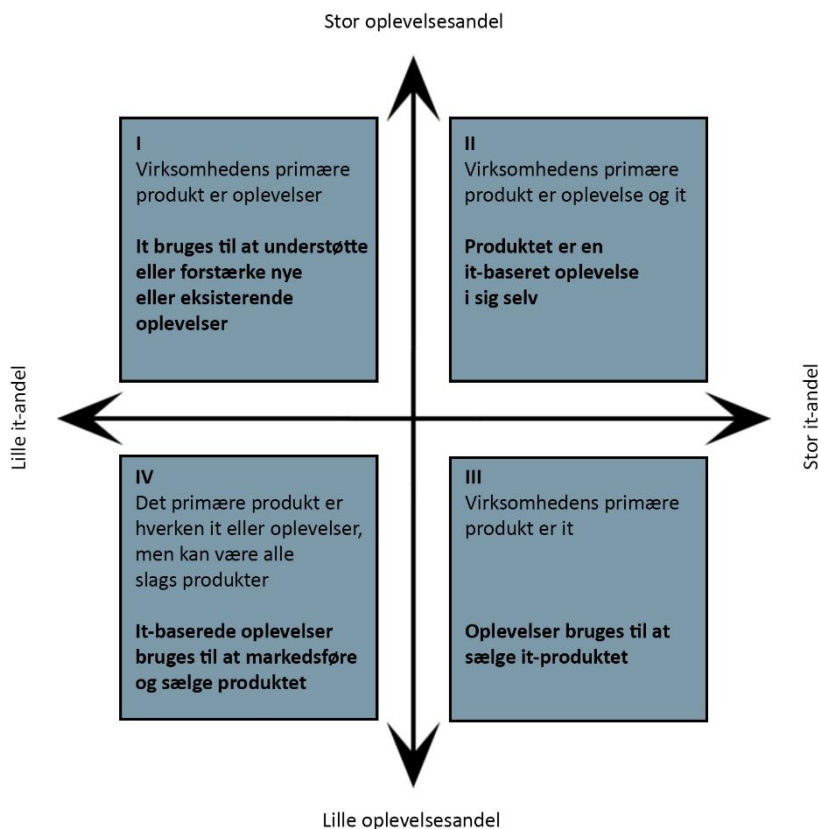 Stor oplevelsesandel
I
Virksomhedens primære
produkt er oplevelser
It bruges til at understøtte
eller forstærke nye
eller eksisterende
oplevelser
II
Virksomhedens primære
produkt er oplevelse og it
Produktet er en
it-baseret oplevelse
i sig selv
Lille it-andel
Stor it-andel
IV
Det primære produkt er
hverken it eller oplevelser,
men kan være alle
slags produkter
It-baserede oplevelser
bruges til at markedsføre
og sælge produktet
III
Virksomhedens primære
produkt er it
Oplevelser bruges til at
sælge it-produktet
Lille oplevelsesandel